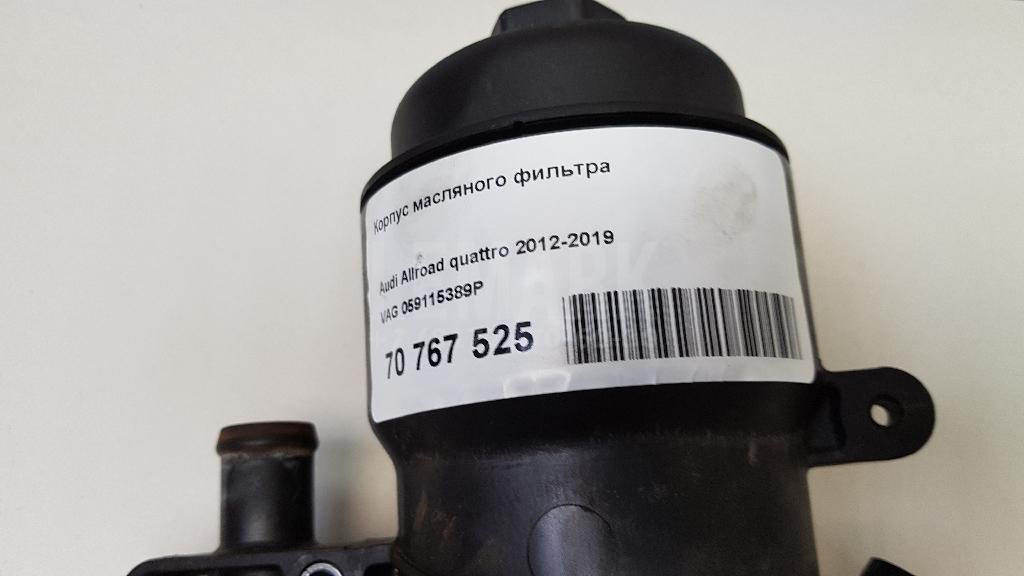 Корпус масляного фильтра
Audi Allroad quattro 2012-2019
VAG 059115389P
70 767 525